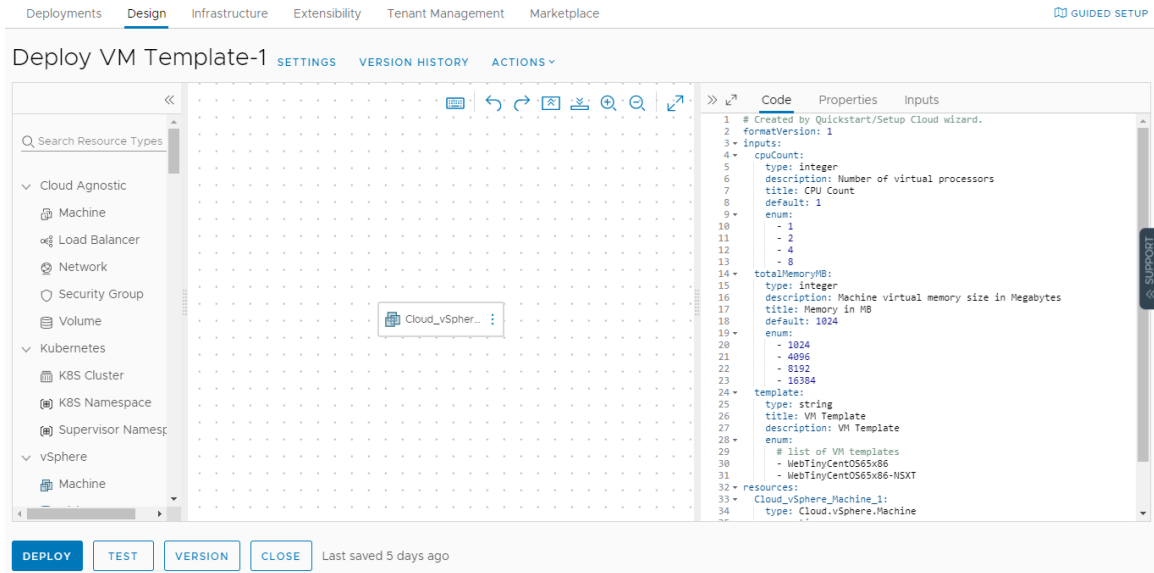 Deployments Design Infrastructure Extensibility Tenant Management Marketplace GUIDED SETUP
Deploy VM Template-1 SETTINGS VERSION HISTORY ACTIONS
Search Resource Types
Cloud Agnostic
Machine
Load Balancer
Network
Security Group
Volume
Kubernetes
K8S Cluster
K8S Namespace
Supervisor Namesp
vSphere
Machine
Cloud_vSpher...
Code Properties Inputs
1 # Created by Quickstart/Setup Cloud wizard.
2 formatVersion: 1
3 inputs:
4 cpuCount:
5 type: integer
6 description: Number of virtual processors
7 title: CPU Count
8 default: 1
9 enum:
10 - 1
11 - 2
12 - 4
13 - 8
14 totalMemoryMB:
15 type: integer
16 description: Machine virtual memory size in Megabytes
17 title: Memory in MB
18 default: 1024
19 enum:
20 - 1024
21 - 4096
22 - 8192
23 - 16384
24 template:
25 type: string
26 title: VM Template
27 description: VM Template
28 enum:
29 # list of VM templates
30 - WebTinyCentOS65x86
31 - WebTinyCentOS65x86-NSXT
32 resources:
33 Cloud_vSphere_Machine_1:
34 type: Cloud.vSphere.Machine
SUPPORT
DEPLOY TEST VERSION CLOSE Last saved 5 days ago